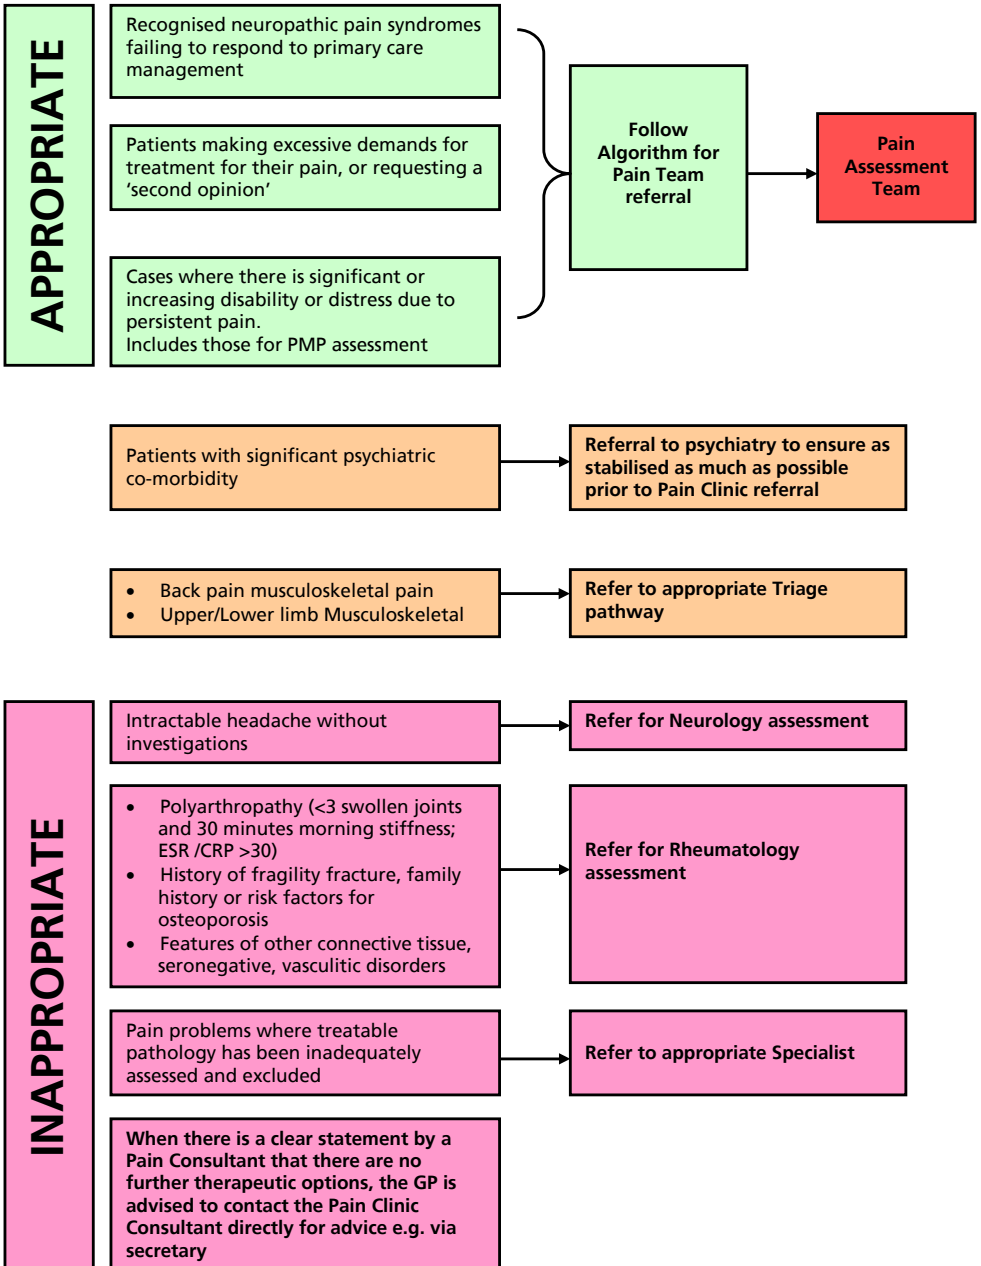 APPROPRIATE
Recognised neuropathic pain syndromes
failing to respond to primary care
management
Patients making excessive demands for
treatment for their pain, or requesting a
‘second opinion’
Cases where there is significant or
increasing disability or distress due to
persistent pain.
Includes those for PMP assessment
Follow
Algorithm for
Pain Team
referral
Pain
Assessment
Team
Patients with significant psychiatric
co-morbidity
Referral to psychiatry to ensure as
stabilised as much as possible
prior to Pain Clinic referral
• Back pain musculoskeletal pain
• Upper/Lower limb Musculoskeletal
Refer to appropriate Triage
pathway
INAPPROPRIATE
Intractable headache without
investigations
Refer for Neurology assessment
• Polyarthropathy (<3 swollen joints
and 30 minutes morning stiffness;
ESR /CRP >30)
• History of fragility fracture, family
history or risk factors for
osteoporosis
• Features of other connective tissue,
seronegative, vasculitic disorders
Refer for Rheumatology
assessment
Pain problems where treatable
pathology has been inadequately
assessed and excluded
Refer to appropriate Specialist
When there is a clear statement by a
Pain Consultant that there are no
further therapeutic options, the GP is
advised to contact the Pain Clinic
Consultant directly for advice e.g. via
secretary